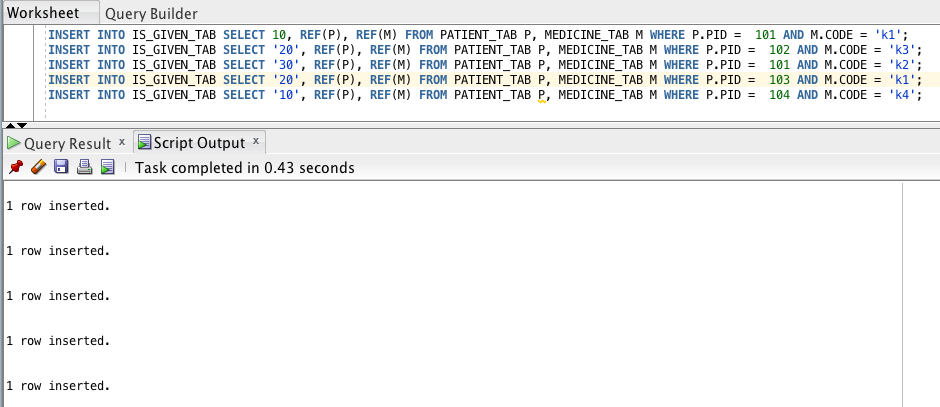 Worksheet Query Builder
INSERT INTO IS_GIVEN_TAB SELECT 10, REF(P), REF(M) FROM PATIENT_TAB P, MEDICINE_TAB M WHERE P.PID =  101 AND M.CODE = 'k1';
INSERT INTO IS_GIVEN_TAB SELECT '20', REF(P), REF(M) FROM PATIENT_TAB P, MEDICINE_TAB M WHERE P.PID =  102 AND M.CODE = 'k3';
INSERT INTO IS_GIVEN_TAB SELECT '30', REF(P), REF(M) FROM PATIENT_TAB P, MEDICINE_TAB M WHERE P.PID =  101 AND M.CODE = 'k2';
INSERT INTO IS_GIVEN_TAB SELECT '20', REF(P), REF(M) FROM PATIENT_TAB P, MEDICINE_TAB M WHERE P.PID =  103 AND M.CODE = 'k1';
INSERT INTO IS_GIVEN_TAB SELECT '10', REF(P), REF(M) FROM PATIENT_TAB P, MEDICINE_TAB M WHERE P.PID =  104 AND M.CODE = 'k4';
Query Result x Script Output x
Task completed in 0.43 seconds
1 row inserted.
1 row inserted.
1 row inserted.
1 row inserted.
1 row inserted.